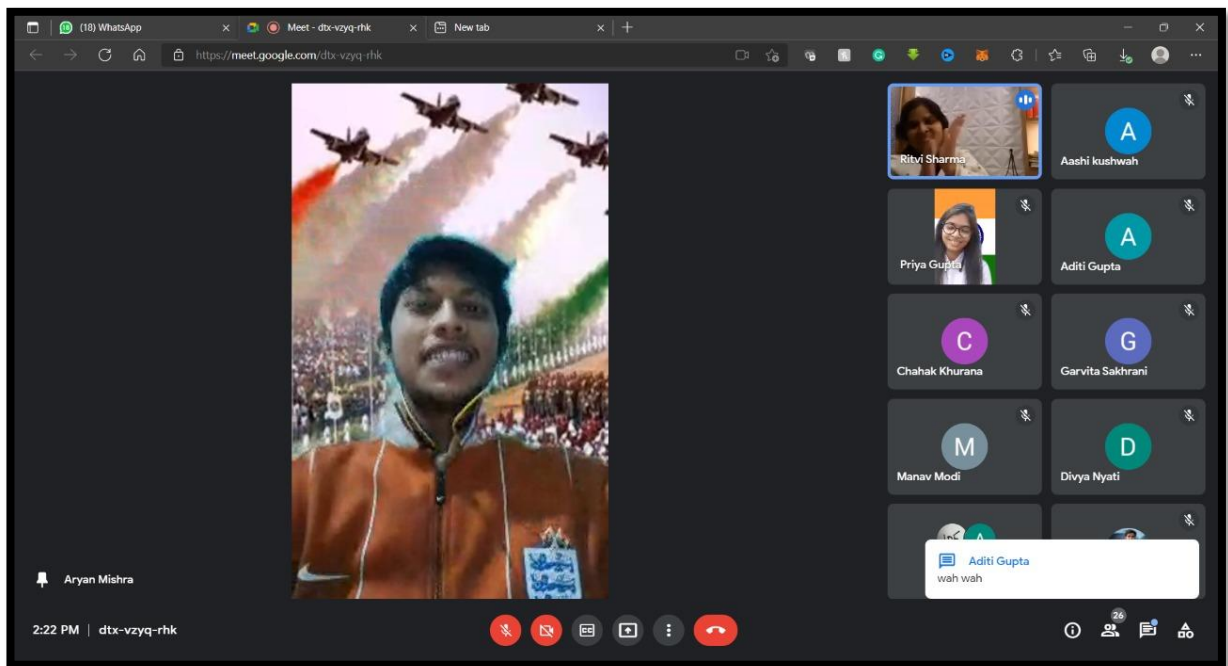 (18) WhatsApp
Meet - dtx-vzyq-rhk
New tab
https://meet.google.com/dtx-vzyq-rhk
Ritvi Sharma
A
Aashi kushwah
Priya Gupta
A
Aditi Gupta
C
Chahak Khurana
G
Garvita Sakhrani
M
Manav Modi
D
Divya Nyati
A
Aditi Gupta
wah wah
Aryan Mishra
2:22 PM | dtx-vzyq-rhk
CC
26